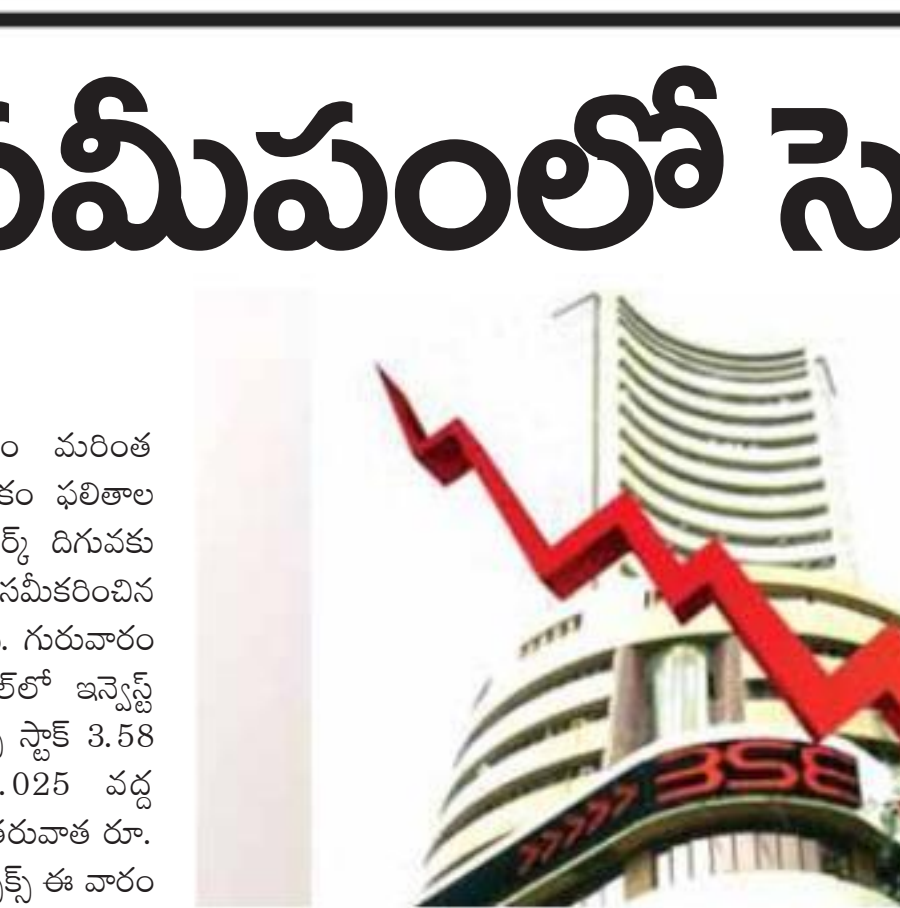 సమీపంలో సె
మరింత
ఫలితాల
దిగువకు
సమీకరించిన
గురువారం
ఇన్వెస్ట్
స్టాక్ 3.58
.025 వద్ద
తరువాత రూ.
ఈ వారం
BSE